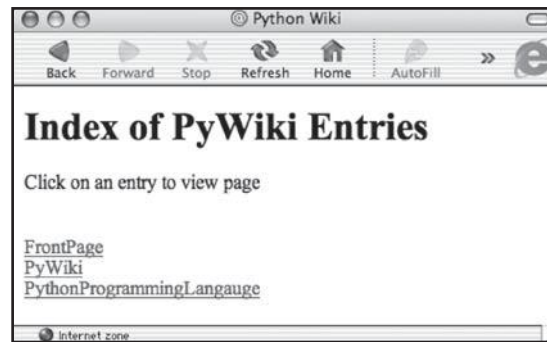 Python Wiki
Back Forward Stop Refresh Home AutoFill »
Index of PyWiki Entries
Click on an entry to view page
FrontPage
PyWiki
PythonProgrammingLangauge
Internet zone